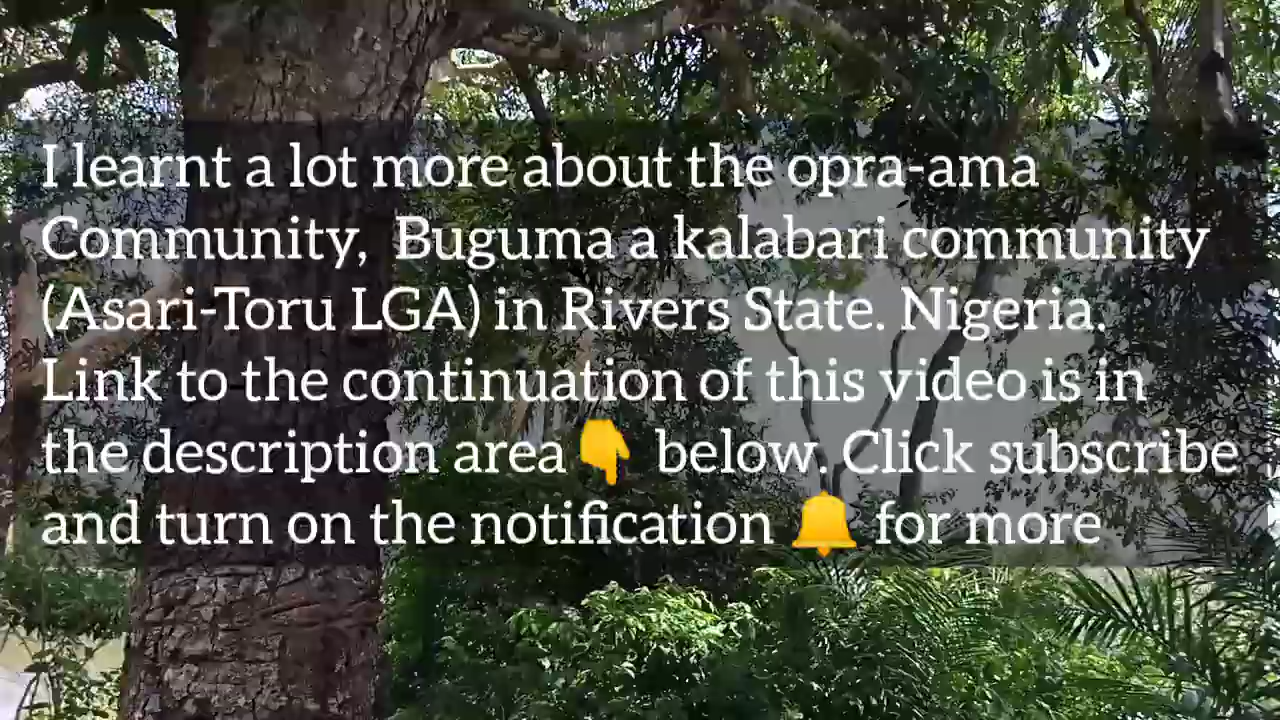 I learnt a lot more about the opra-ama
Community,  Buguma a kalabari community
(Asari-Toru LGA) in Rivers State. Nigeria.
Link to the continuation of this video is in
the description area👇 below. Click subscribe
and turn on the notification 🔔 for more